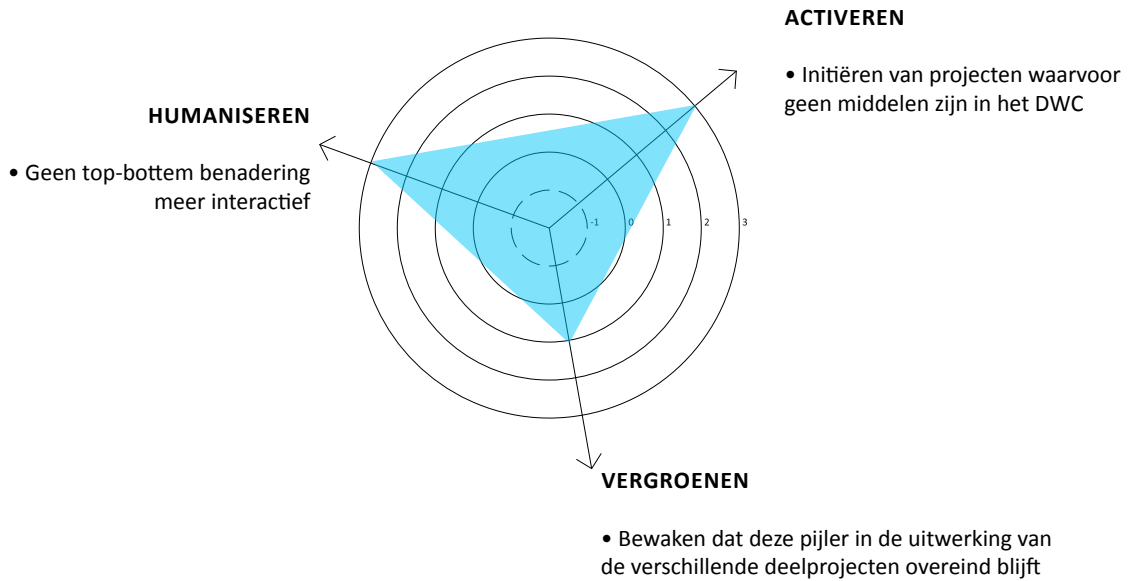 ACTIVEREN
• Initiëren van projecten waarvoor
geen middelen zijn in het DWC
HUMANISEREN
• Geen top-bottem benadering
meer interactief
-1 0 1 2 3
VERGROENEN
• Bewaken dat deze pijler in de uitwerking van
de verschillende deelprojecten overeind blijft